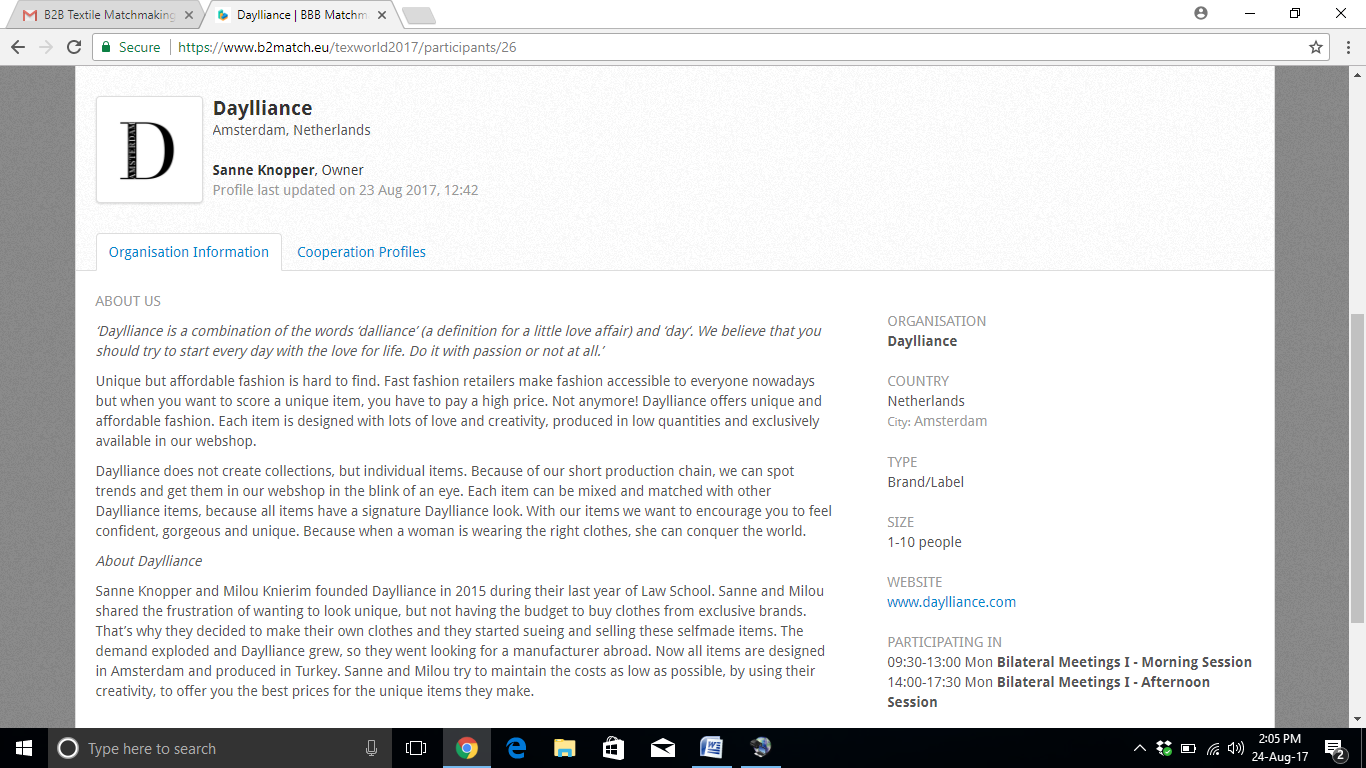 B2B Textile Matchmaking
Daylliance | BBB Matchm
Secure
https://www.b2match.eu/texworld2017/participants/26
AMSTERDAM
D
Daylliance
Amsterdam, Netherlands
Sanne Knopper, Owner
Profile last updated on 23 Aug 2017, 12:42
Organisation Information
Cooperation Profiles
ABOUT US
‘Daylliance is a combination of the words ‘dalliance’ (a definition for a little love affair) and ‘day’. We believe that you
should try to start every day with the love for life. Do it with passion or not at all.’
Unique but affordable fashion is hard to find. Fast fashion retailers make fashion accessible to everyone nowadays
but when you want to score a unique item, you have to pay a high price. Not anymore! Daylliance offers unique and
affordable fashion. Each item is designed with lots of love and creativity, produced in low quantities and exclusively
available in our webshop.
Daylliance does not create collections, but individual items. Because of our short production chain, we can spot
trends and get them in our webshop in the blink of an eye. Each item can be mixed and matched with other
Daylliance items, because all items have a signature Daylliance look. With our items we want to encourage you to feel
confident, gorgeous and unique. Because when a woman is wearing the right clothes, she can conquer the world.
About Daylliance
Sanne Knopper and Milou Knierim founded Daylliance in 2015 during their last year of Law School. Sanne and Milou
shared the frustration of wanting to look unique, but not having the budget to buy clothes from exclusive brands.
That’s why they decided to make their own clothes and they started sueing and selling these selfmade items. The
demand exploded and Daylliance grew, so they went looking for a manufacturer abroad. Now all items are designed
in Amsterdam and produced in Turkey. Sanne and Milou try to maintain the costs as low as possible, by using their
creativity, to offer you the best prices for the unique items they make.
ORGANISATION
Daylliance
COUNTRY
Netherlands
City: Amsterdam
TYPE
Brand/Label
SIZE
1-10 people
WEBSITE
www.daylliance.com
PARTICIPATING IN
09:30-13:00 Mon Bilateral Meetings I - Morning Session
14:00-17:30 Mon Bilateral Meetings I - Afternoon
Session
Type here to search
2:05 PM
24-Aug-17
2